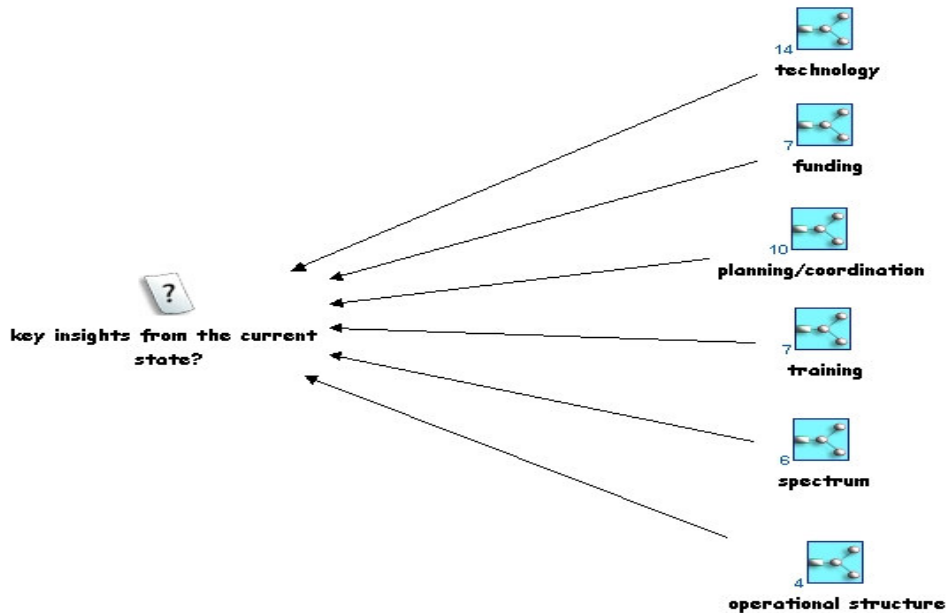 14
technology
7
funding
10
planning/coordination
?
key insights from the current
state?
7
training
6
spectrum
4
operational structure